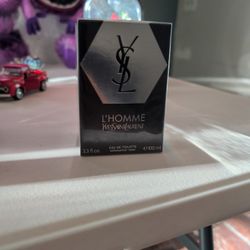 YSL
L'HOMME
YVESSAINTLAURENT
EAU DE TOILETTE
3.3 fl.oz. 100 ml